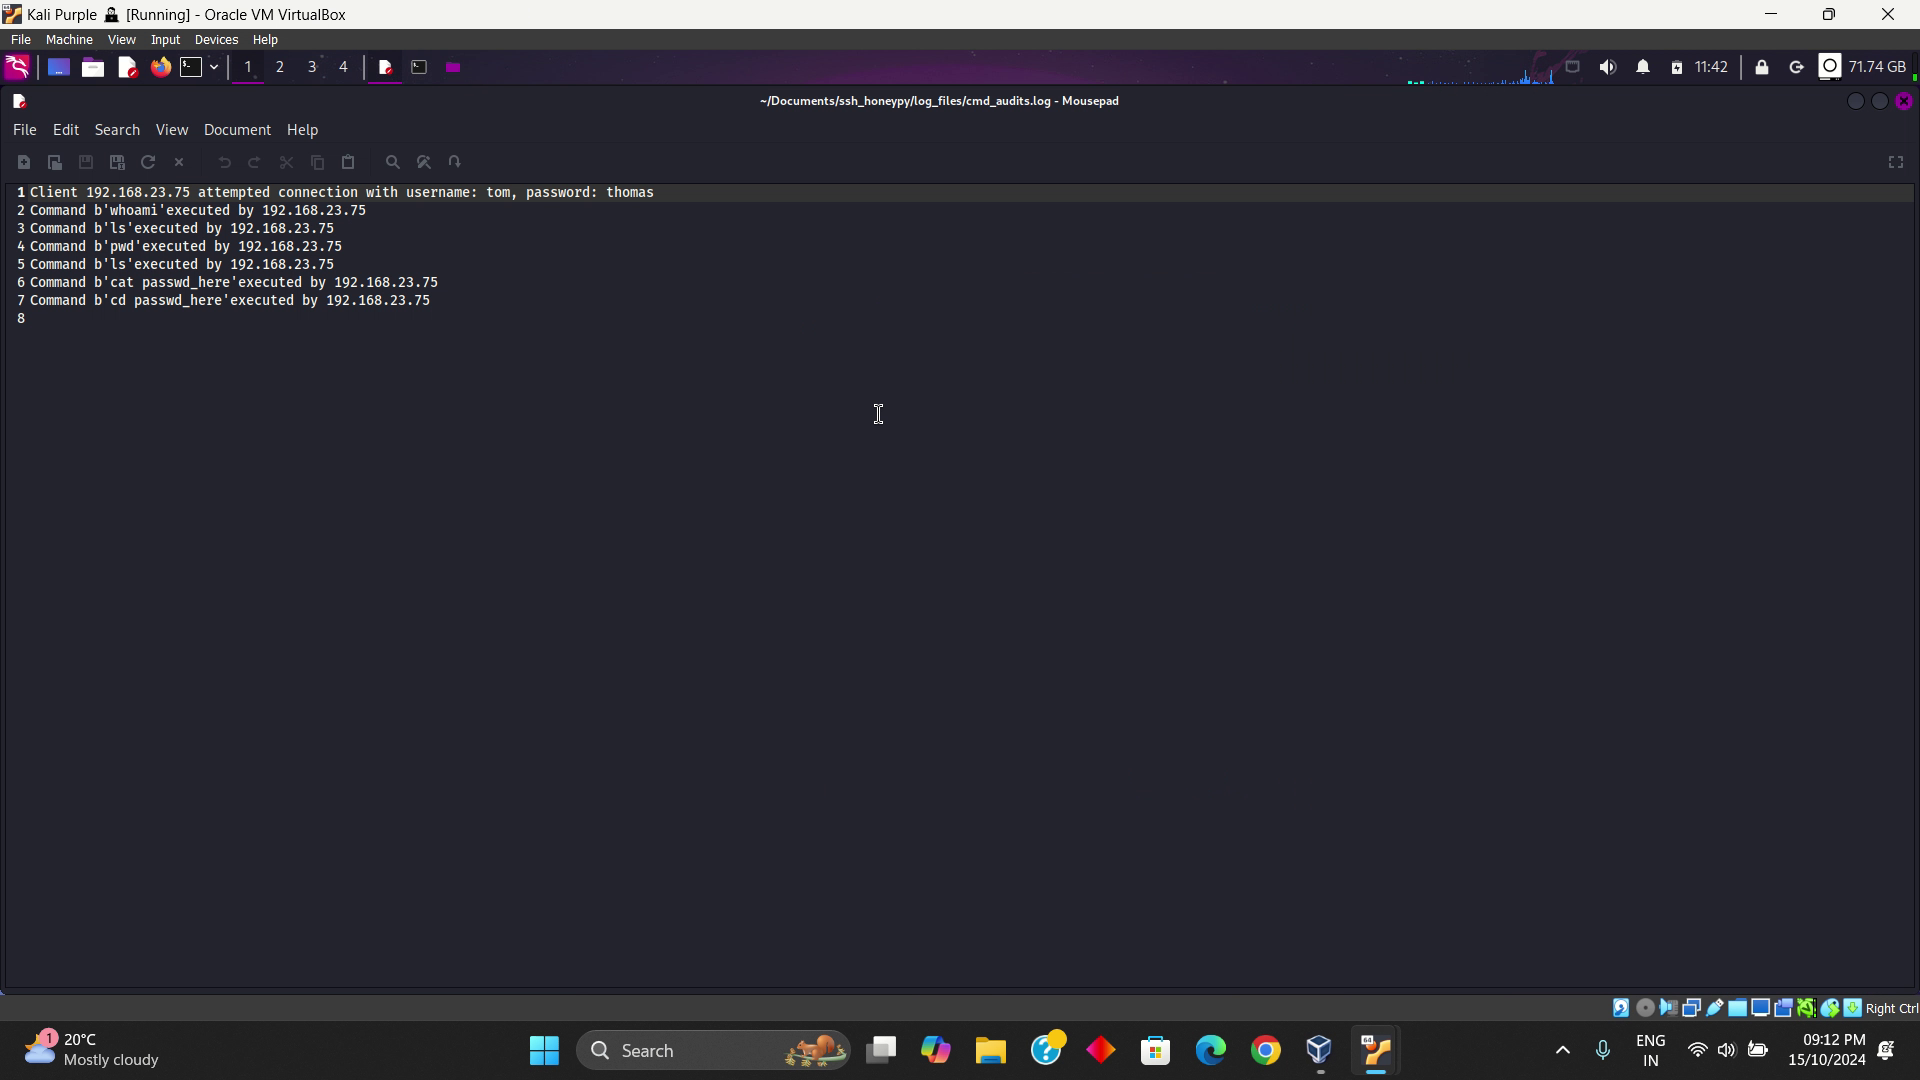 Kali Purple [Running] - Oracle VM VirtualBox
File Machine View Input Devices Help
1 2 3 4 11:42 71.74 GB
~/Documents/ssh_honeypy/log_files/cmd_audits.log - Mousepad
File Edit Search View Document Help
1 Client 192.168.23.75 attempted connection with username: tom, password: thomas
2 Command b'whoami'executed by 192.168.23.75
3 Command b'ls'executed by 192.168.23.75
4 Command b'pwd'executed by 192.168.23.75
5 Command b'ls'executed by 192.168.23.75
6 Command b'cat passwd_here'executed by 192.168.23.75
7 Command b'cd passwd_here'executed by 192.168.23.75
8
Right Ctrl
1 20°C
Mostly cloudy
Search
64
ENG
IN
09:12 PM
15/10/2024